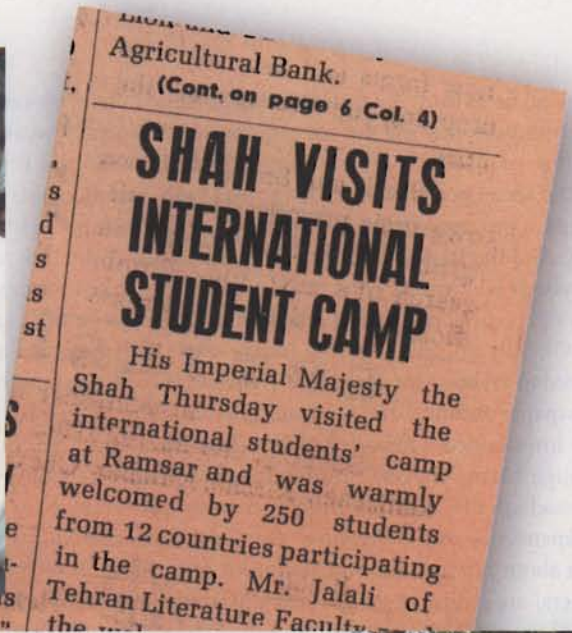 Agricultural Bank.
(Cont. on page 6 Col. 4)
SHAH VISITS
INTERNATIONAL
STUDENT CAMP
His Imperial Majesty the
Shah Thursday visited the
international students' camp
at Ramsar and was warmly
welcomed by 250 students
from 12 countries participating
in the camp. Mr. Jalali of
Tehran Literature Faculty
the